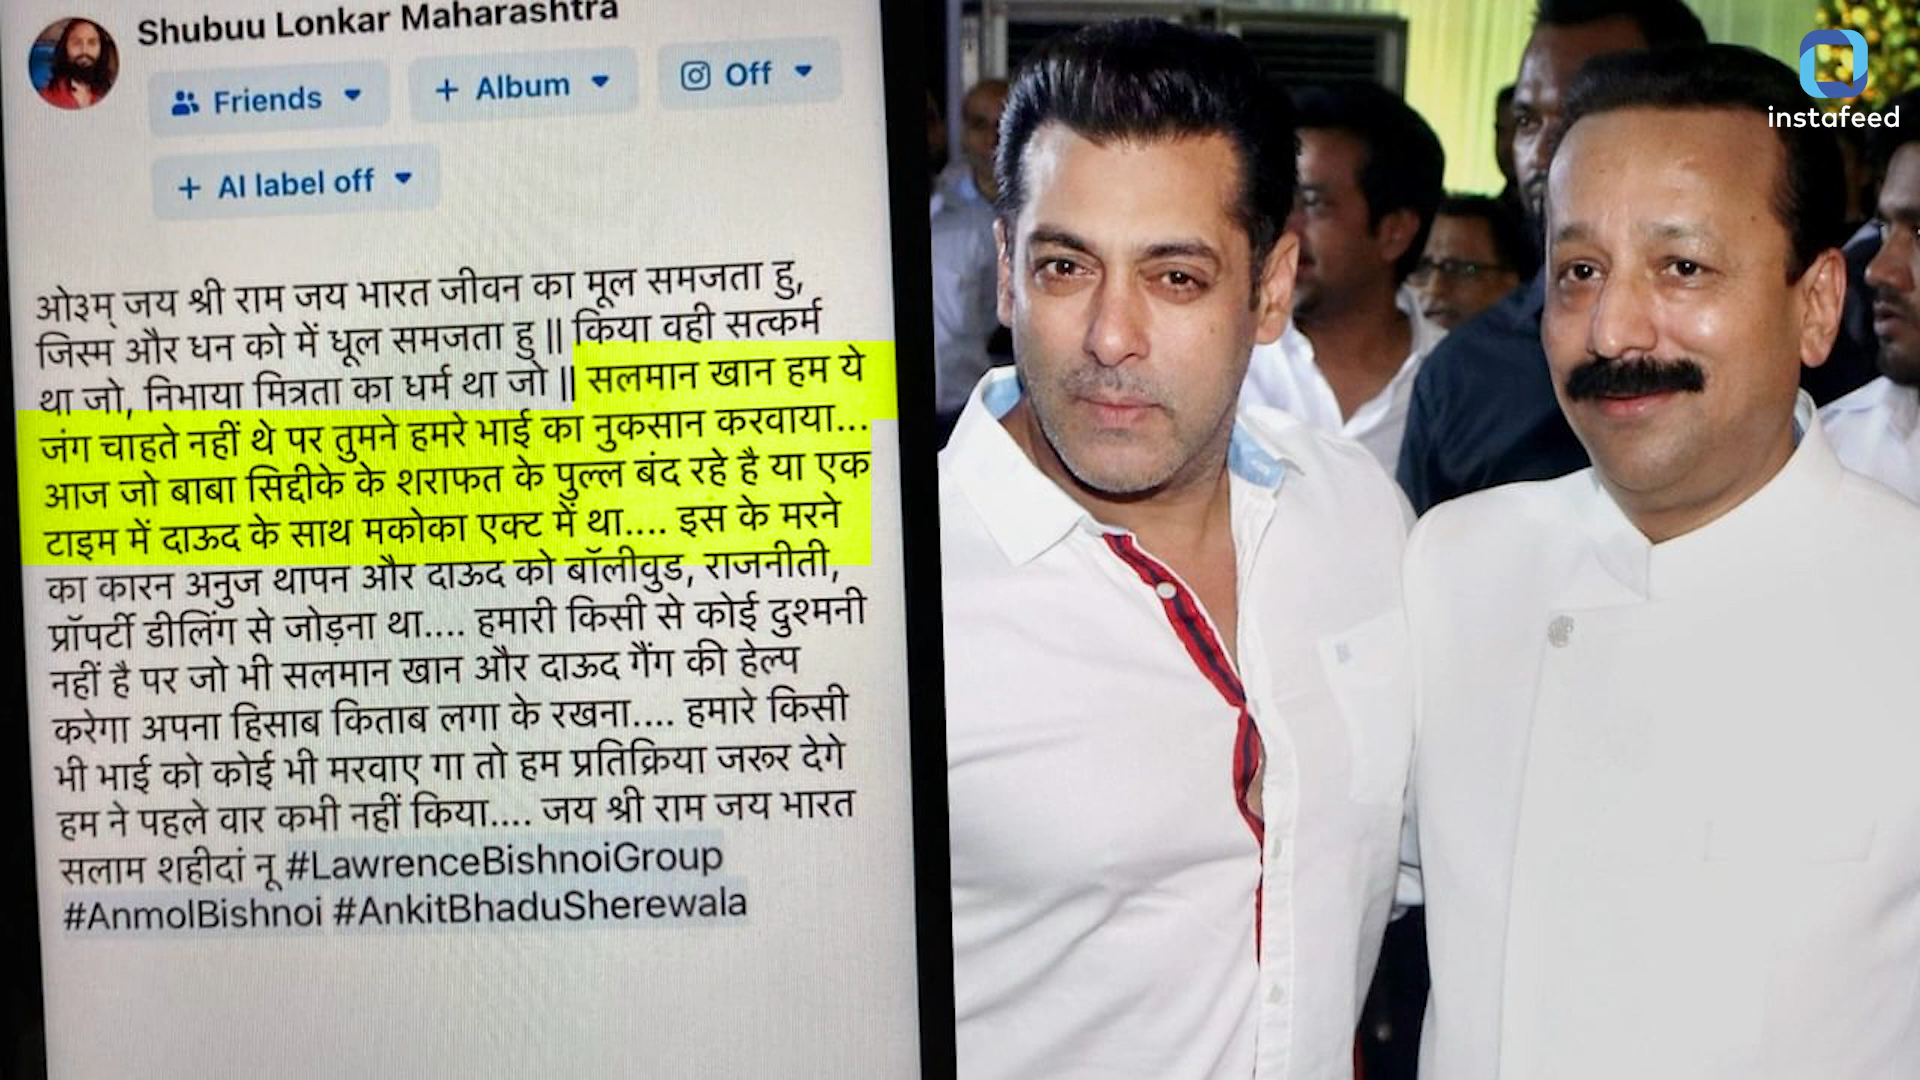 Shubuu Lonkar Maharashtra
Friends
+ Album
Off
+ AI label off
ओ३म् जय श्री राम जय भारत जीवन का मूल समजता हु,
जिस्म और धन को में धूल समजता हु || किया वही सत्कर्म
था जो, निभाया मित्रता का धर्म था जो || सलमान खान हम ये
जंग चाहते नहीं थे पर तुमने हमरे भाई का नुकसान करवाया...
आज जो बाबा सिद्दीके के शराफत के पुल्ल बंद रहे है या एक
टाइम में दाऊद के साथ मकोका एक्ट में था.... इस के मरने
का कारन अनुज थापन और दाऊद को बॉलीवुड, राजनीती,
प्रॉपर्टी डीलिंग से जोड़ना था.... हमारी किसी से कोई दुश्मनी
नहीं है पर जो भी सलमान खान और दाऊद गैंग की हेल्प
करेगा अपना हिसाब किताब लगा के रखना.... हमारे किसी
भी भाई को कोई भी मरवाए गा तो हम प्रतिक्रिया जरूर देगे
हम ने पहले वार कभी नहीं किया.... जय श्री राम जय भारत
सलाम शहीदां नू #LawrenceBishnoiGroup
#AnmolBishnoi #AnkitBhaduSherewala
instafeed